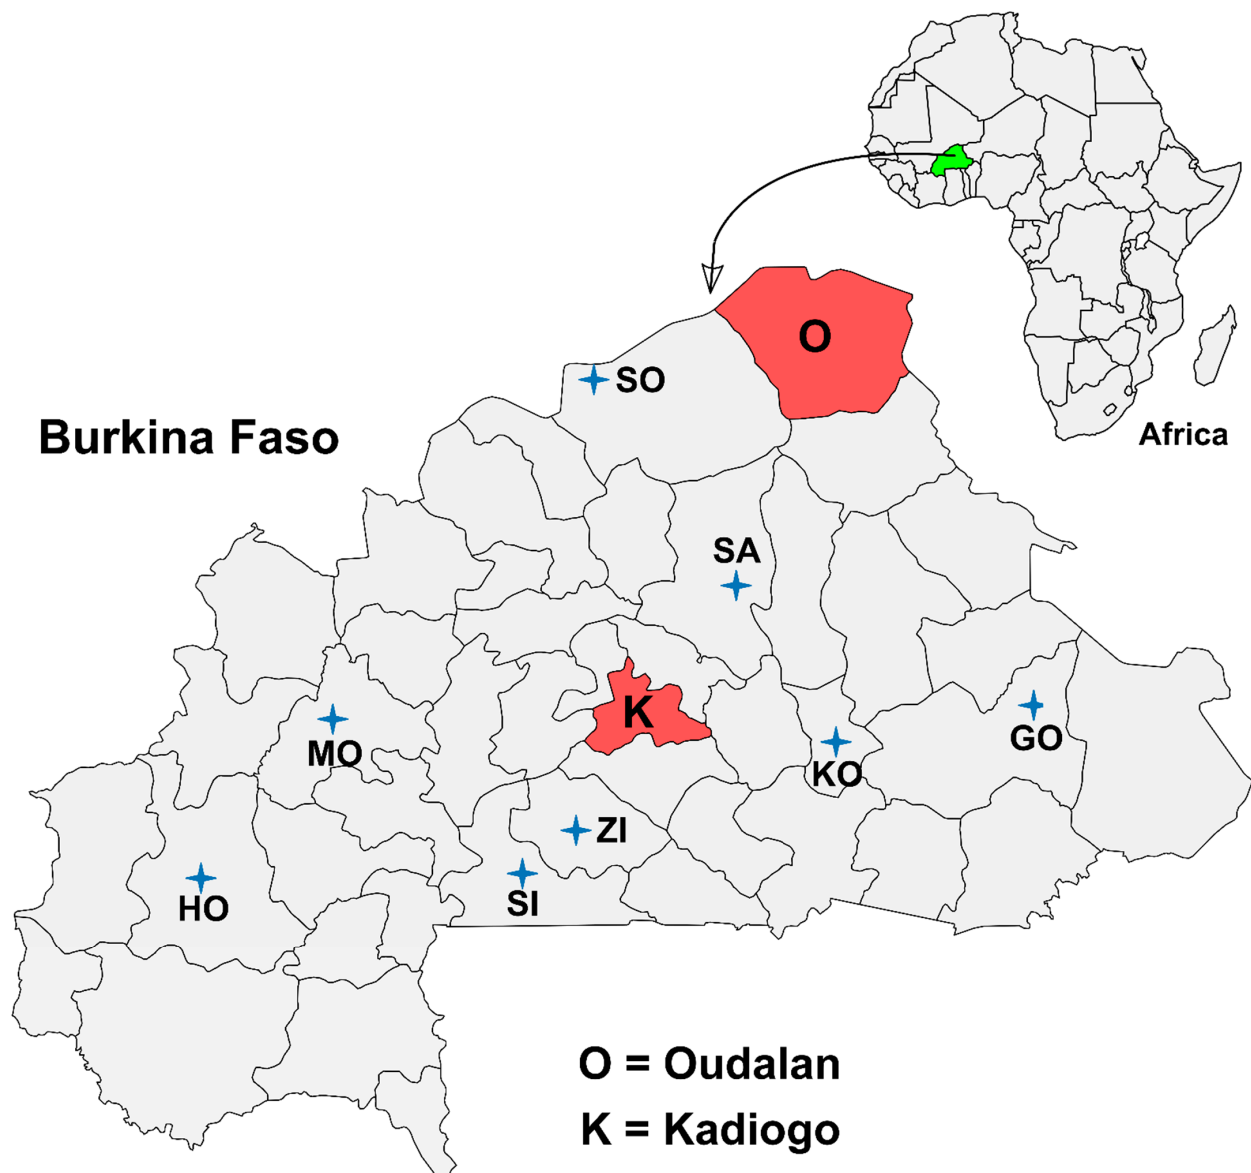 O
SO
Africa
Burkina Faso
SA
K
GO
MO
KO
ZI
SI
HO
O = Oudalan
K = Kadiogo